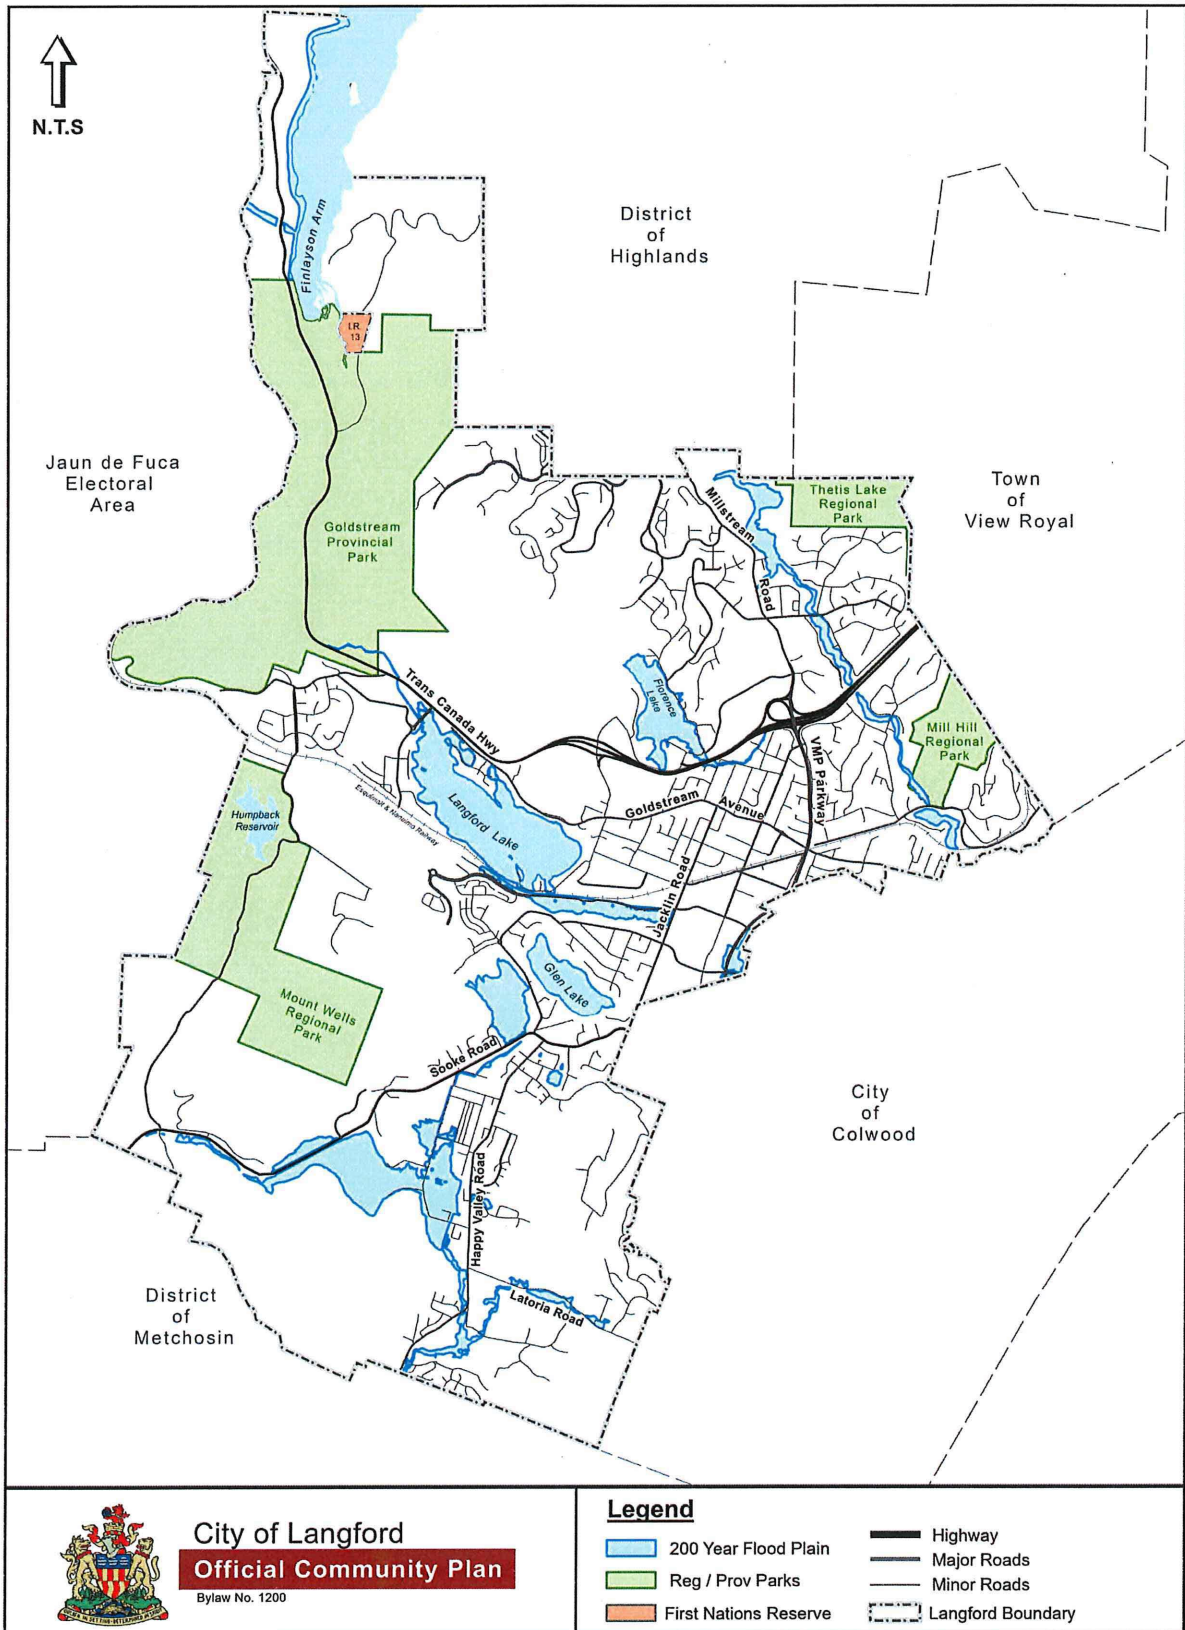 N.T.S
Finlayson Arm
District
of
Highlands
I.R.
13
Jaun de Fuca
Electoral
Area
Goldstream
Provincial
Park
Thetis Lake
Regional
Park
Town
of
View Royal
Millstream
Road
Florence
Lake
Trans Canada Hwy
Mill Hill
Regional
Park
VMP Parkway
Goldstream Avenue
Humpback
Reservoir
Esquimalt & Nanaimo Railway
Langford Lake
Jacklin Road
Glen Lake
Mount Wells
Regional
Park
Sooke Road
City
of
Colwood
Happy Valley Road
Latoria Road
District
of
Metchosin
City of Langford
Official Community Plan
Bylaw No. 1200
Legend
200 Year Flood Plain
Reg / Prov Parks
First Nations Reserve
Highway
Major Roads
Minor Roads
Langford Boundary